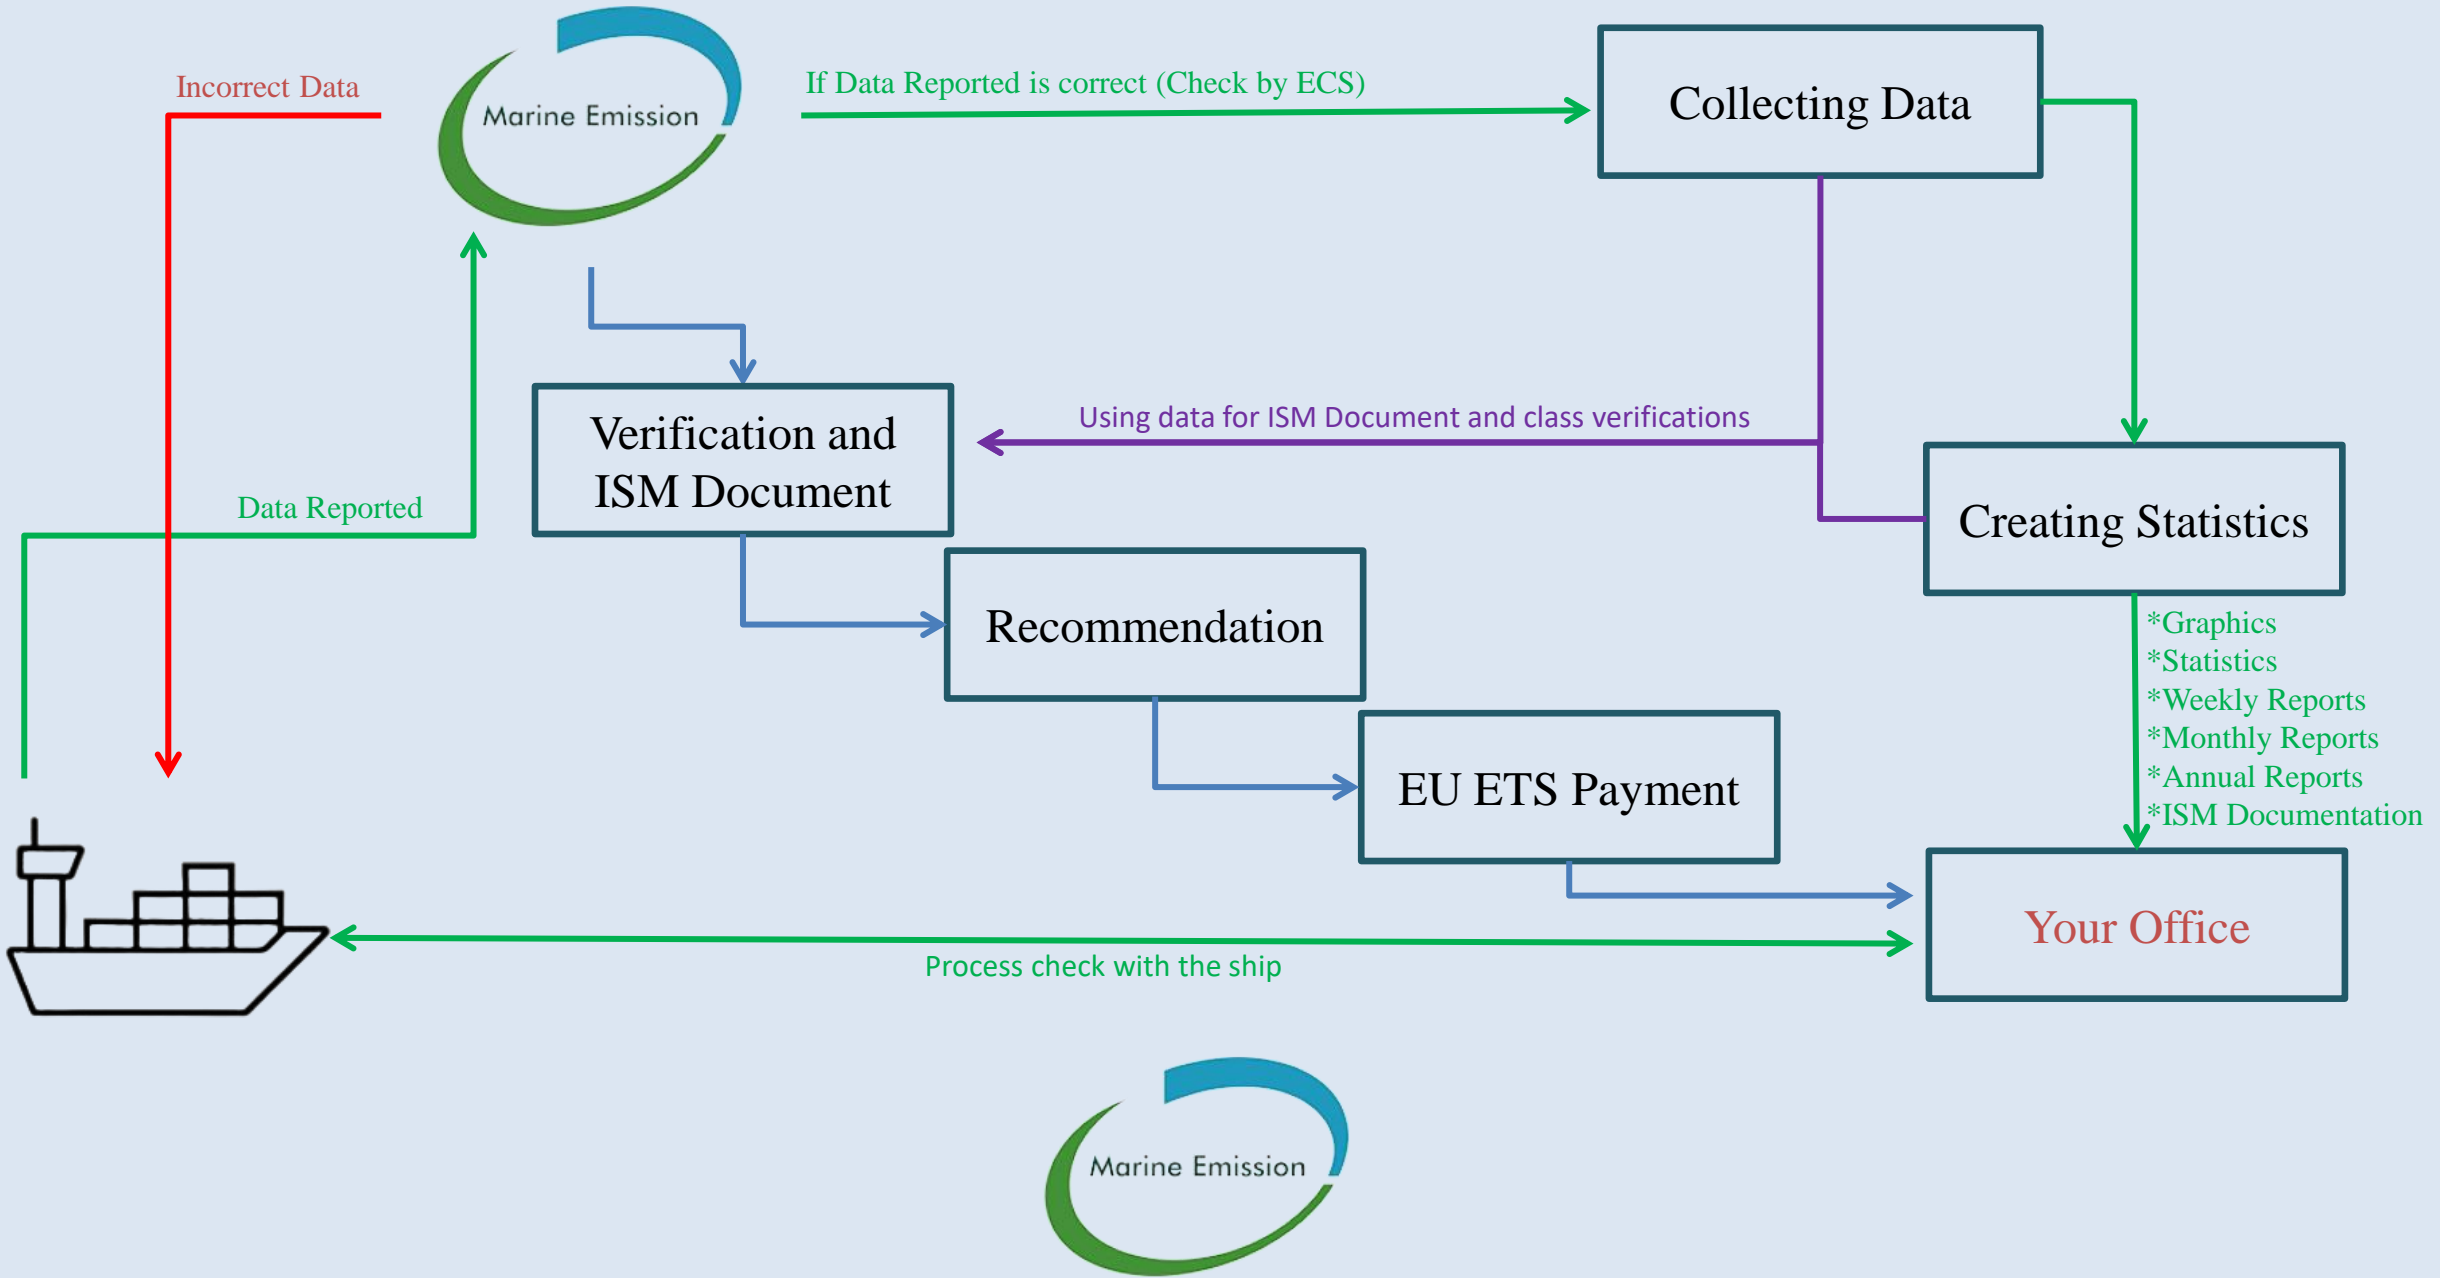 Incorrect Data
Marine Emission
If Data Reported is correct (Check by ECS)
Collecting Data
Verification and
ISM Document
Using data for ISM Document and class verifications
Data Reported
Creating Statistics
Recommendation
*Graphics
*Statistics
*Weekly Reports
*Monthly Reports
*Annual Reports
*ISM Documentation
EU ETS Payment
Your Office
Process check with the ship
Marine Emission